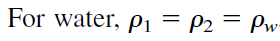 For water, ρ₁ = ρ₂ = ρw